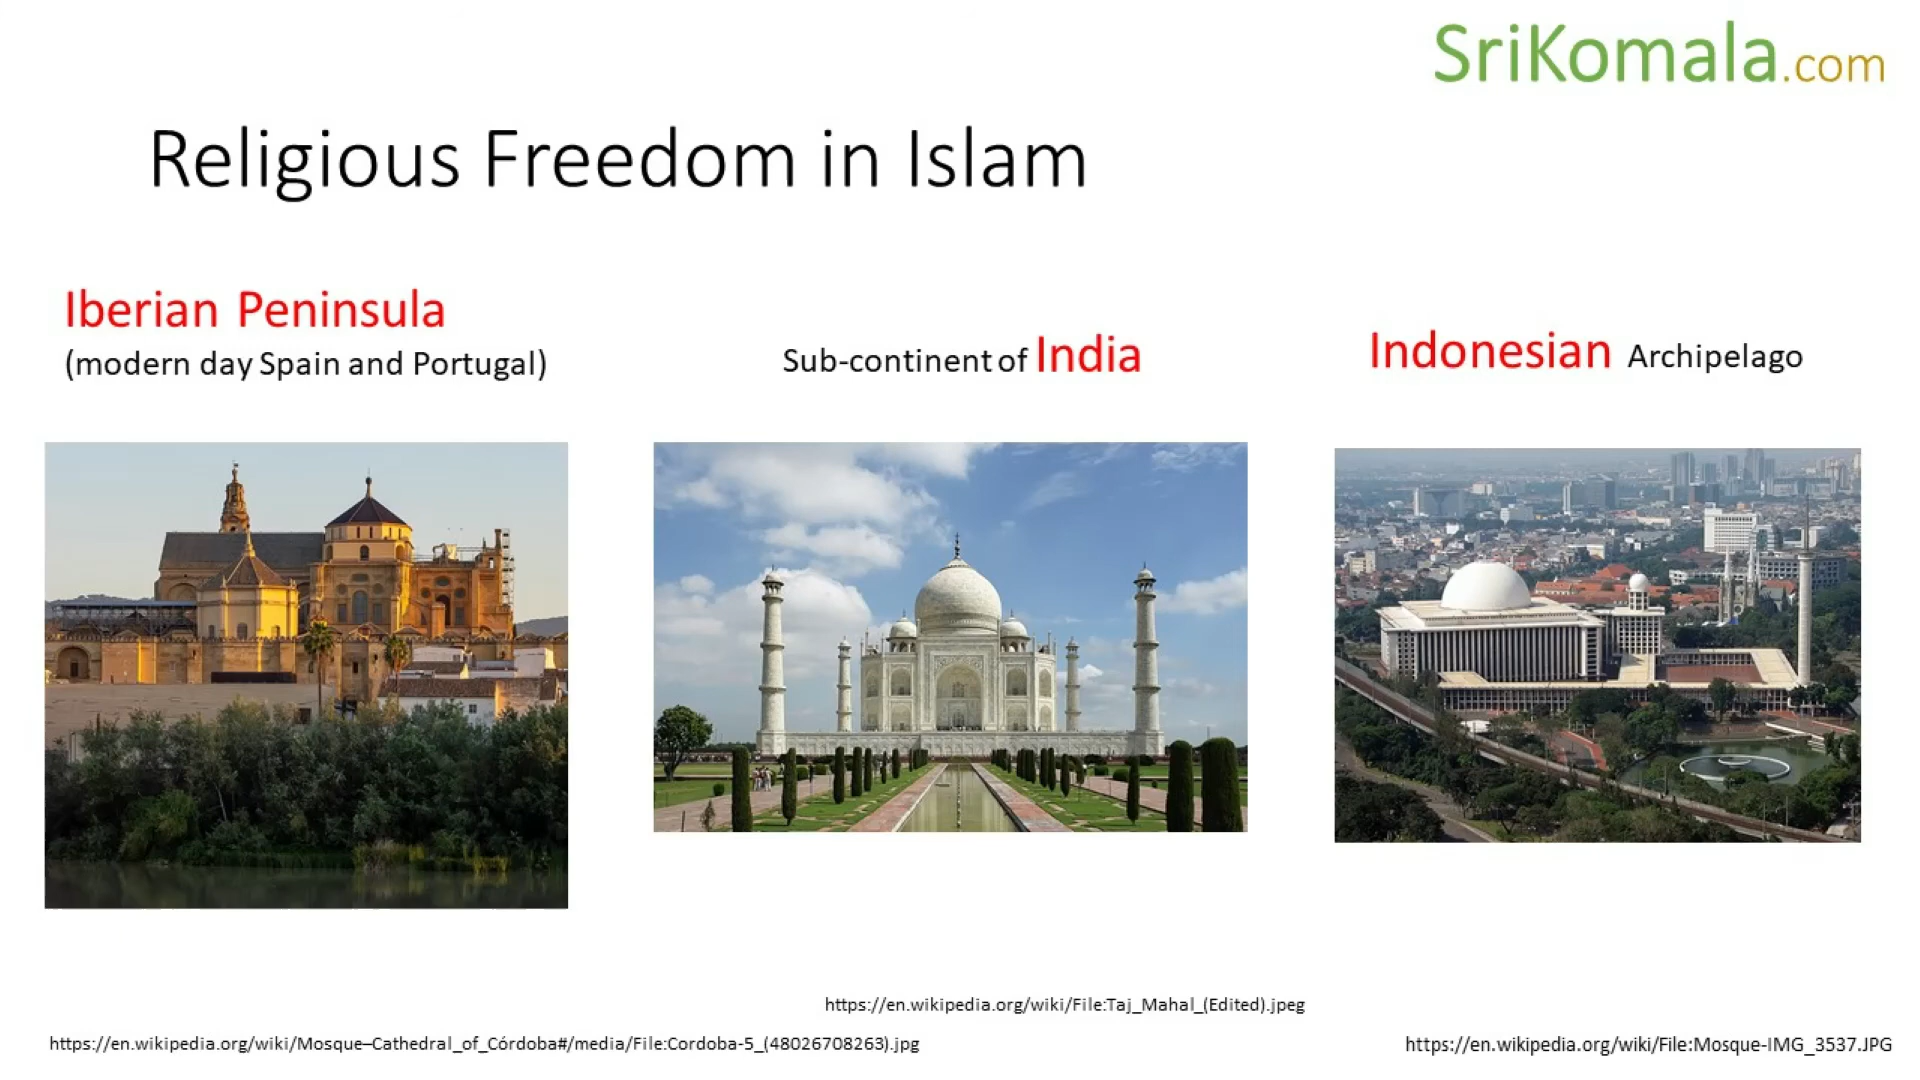 SriKomala.com
Religious Freedom in Islam
Iberian Peninsula
(modern day Spain and Portugal)
Sub-continent of India
Indonesian Archipelago
https://en.wikipedia.org/wiki/File:Taj_Mahal_(Edited).jpeg
https://en.wikipedia.org/wiki/Mosque–Cathedral_of_Córdoba#/media/File:Cordoba-5_(48026708263).jpg
https://en.wikipedia.org/wiki/File:Mosque-IMG_3537.JPG